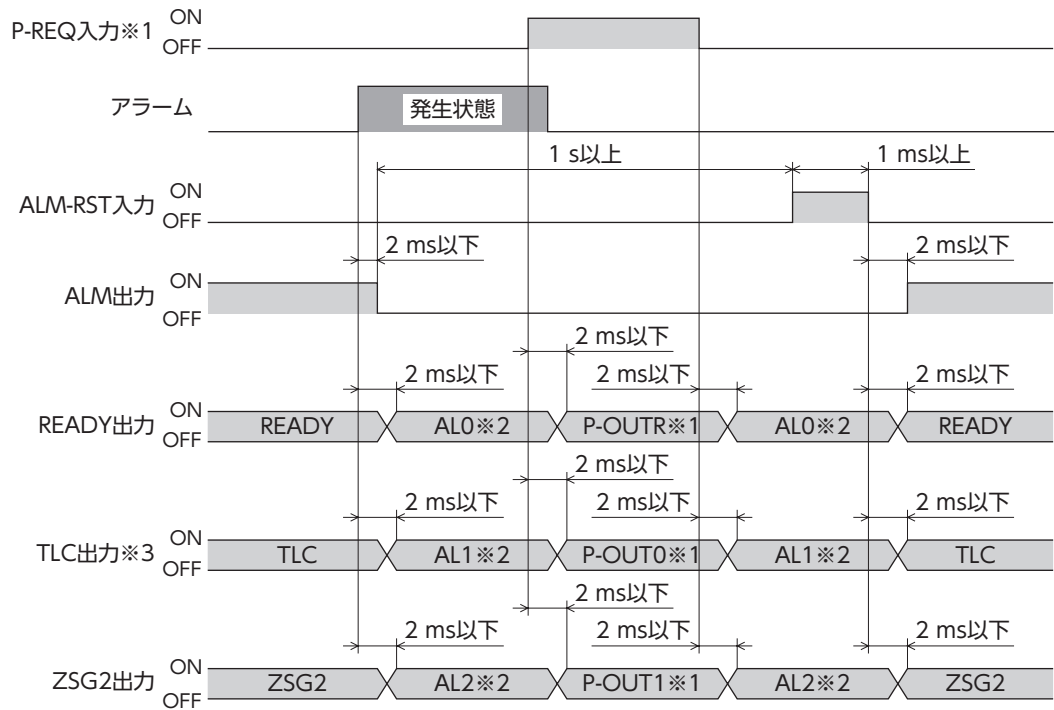 P-REQ入力※1 ON
OFF
アラーム 発生状態
1 s以上 1 ms以上
ALM-RST入力 ON
OFF
2 ms以下 2 ms以下
ALM出力 ON
OFF
2 ms以下
2 ms以下 2 ms以下 2 ms以下
READY出力 ON
OFF
READY AL0※2 P-OUTR※1 AL0※2 READY
2 ms以下
2 ms以下 2 ms以下 2 ms以下
TLC出力※3 ON
OFF
TLC AL1※2 P-OUT0※1 AL1※2 TLC
2 ms以下
2 ms以下 2 ms以下 2 ms以下
ZSG2出力 ON
OFF
ZSG2 AL2※2 P-OUT1※1 AL2※2 ZSG2